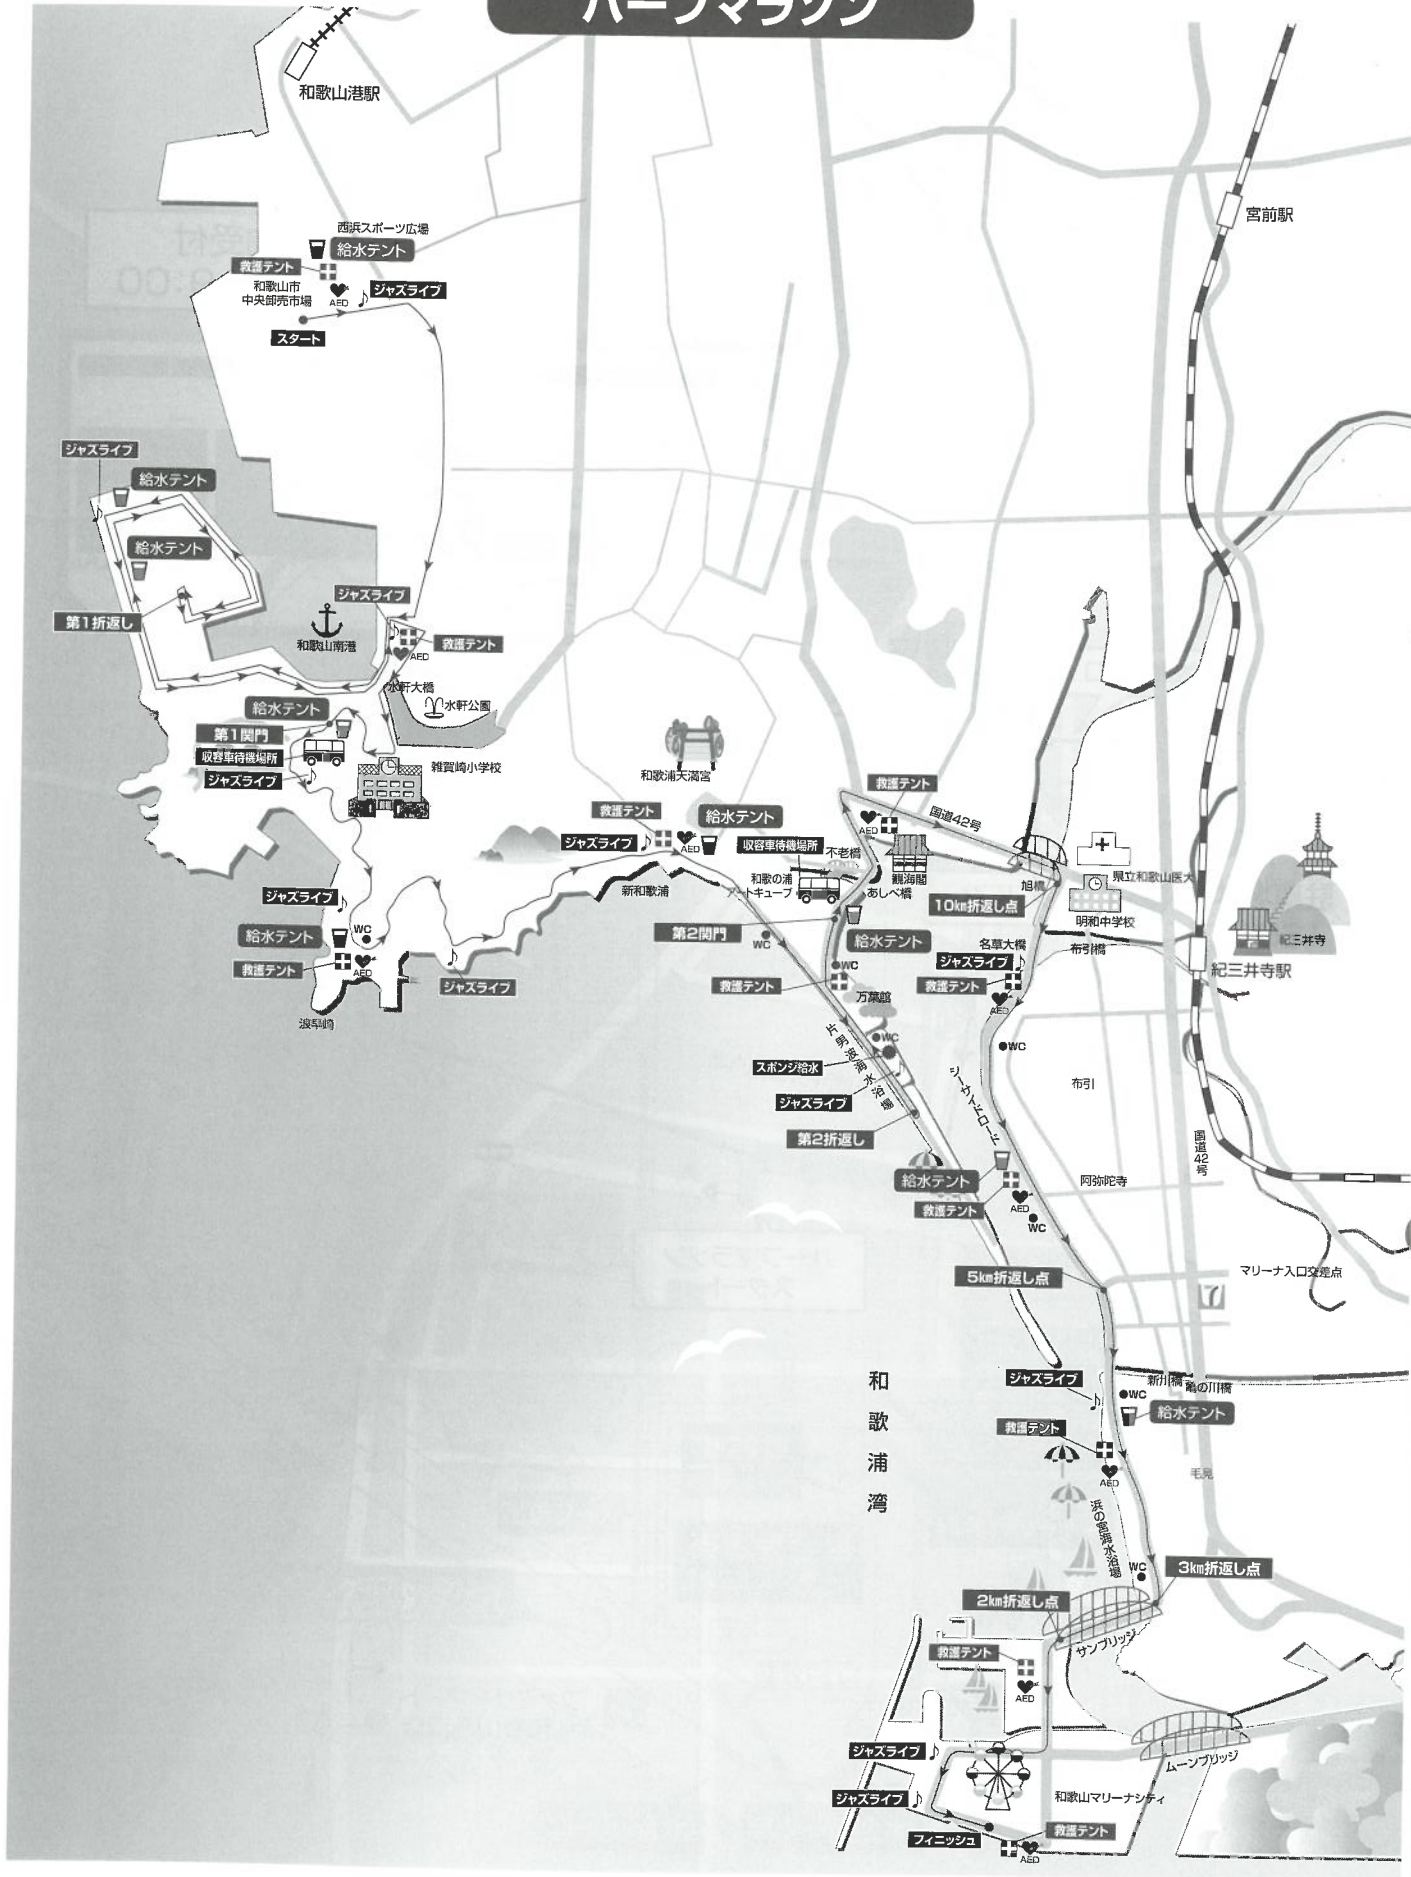 ハーフマラソン
和歌山港駅
宮前駅
西浜スポーツ広場
給水テント
救護テント
和歌山市
中央卸売市場
AED
ジャズライブ
スタート
ジャズライブ
給水テント
給水テント
第1折返し
ジャズライブ
和歌山南港
救護テント
AED
水軒大橋
水軒公園
給水テント
第1関門
収容車待機場所
ジャズライブ
雑賀崎小学校
和歌浦天満宮
救護テント
給水テント
ジャズライブ
AED
新和歌浦
収容車待機場所
不老橋
和歌の浦
アートキューブ
あしべ橋
観海閣
救護テント
AED
国道42号
旭橋
県立和歌山医大
明和中学校
10km折返し点
ジャズライブ
給水テント
WC
救護テント
AED
波早崎
ジャズライブ
第2関門
WC
給水テント
WC
救護テント
万葉館
名草大橋
布引橋
ジャズライブ
救護テント
AED
紀三井寺
紀三井寺駅
WC
WC
片男波海水浴場
スポンジ給水
ジャズライブ
第2折返し
シーサイドロード
布引
国道42号
給水テント
救護テント
AED
WC
阿弥陀寺
5km折返し点
マリーナ入口交差点
ジャズライブ
新川橋
亀の川橋
WC
給水テント
救護テント
AED
毛見
和歌浦湾
浜の宮海水浴場
WC
3km折返し点
2km折返し点
サンブリッジ
救護テント
AED
ムーンブリッジ
ジャズライブ
ジャズライブ
和歌山マリーナシティ
フィニッシュ
救護テント
AED